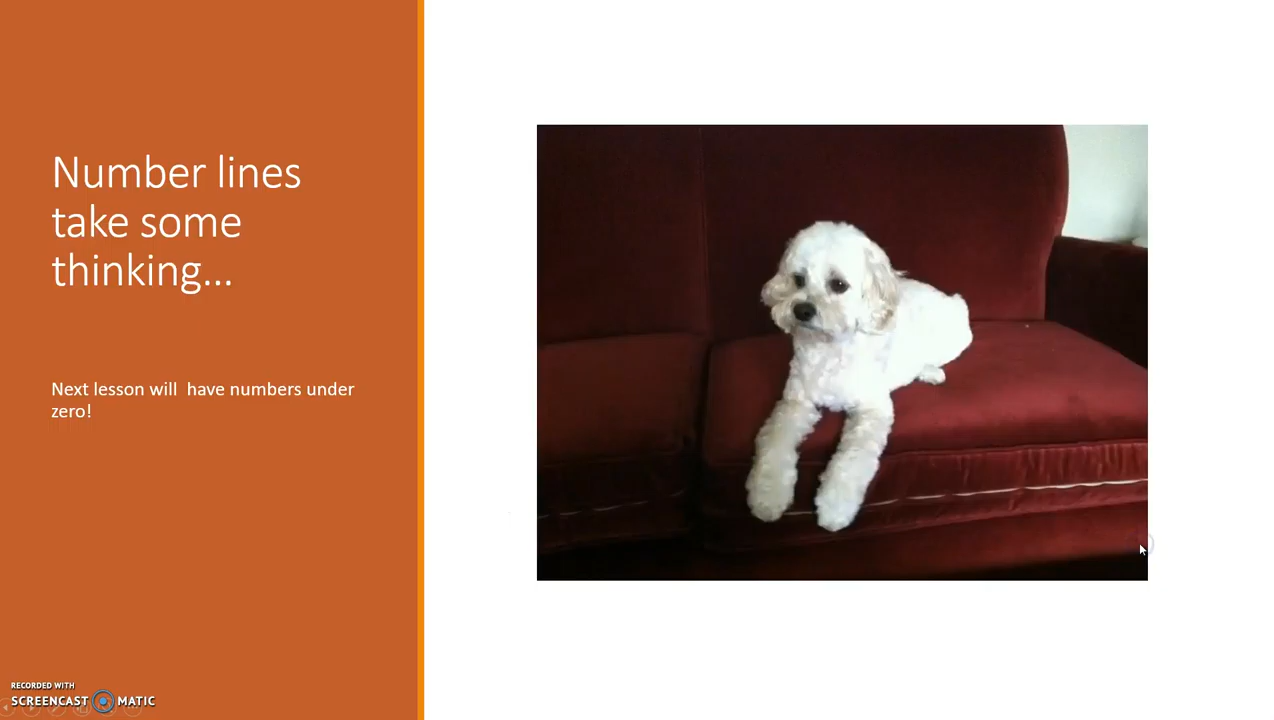 Number lines
take some
thinking...
Next lesson will  have numbers under
zero!
RECORDED WITH
SCREENCAST MATIC